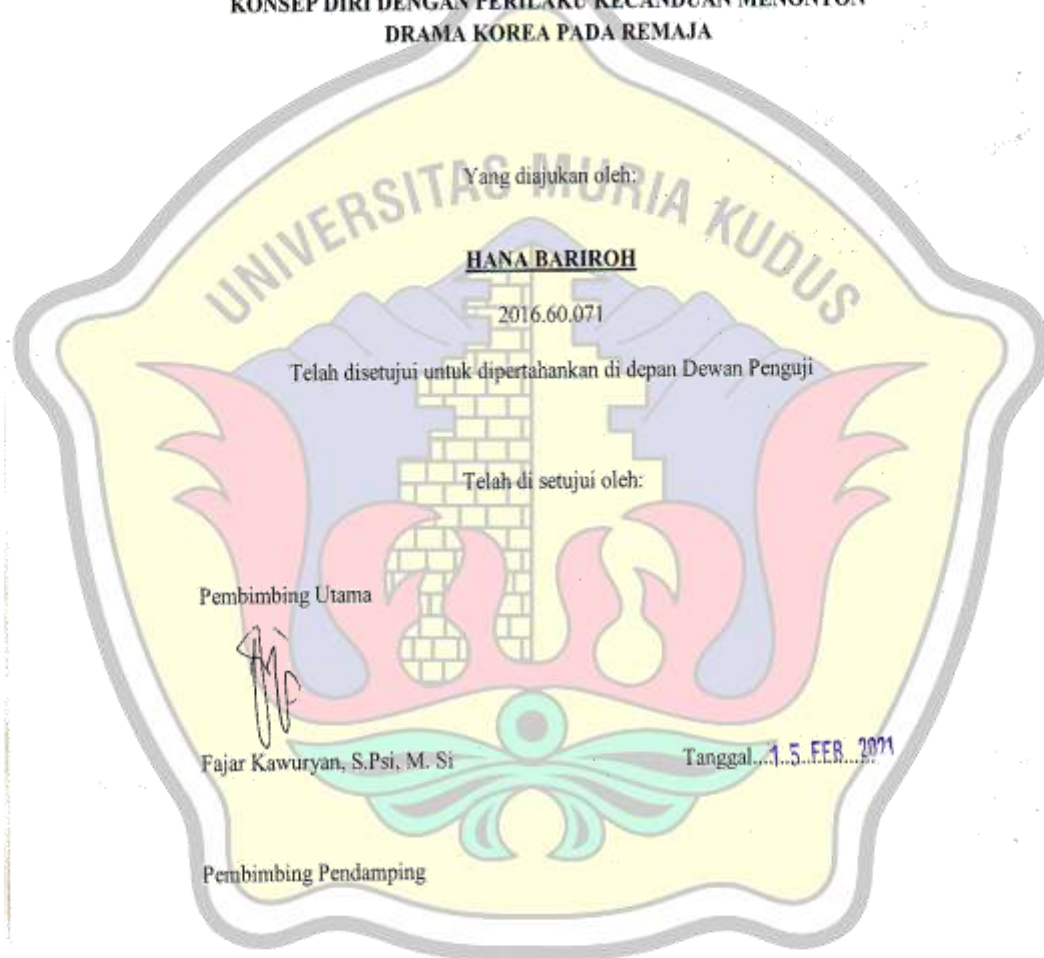 KONSEP DIRI DENGAN PERILAKU KECANDUAN MENONTON
DRAMA KOREA PADA REMAJA
UNIVERSITAS MURIA KUDUS
Yang diajukan oleh:
HANA BARIROH
2016.60.071
Telah disetujui untuk dipertahankan di depan Dewan Penguji
Telah di setujui oleh:
Pembimbing Utama
Fajar Kawuryan, S.Psi, M. Si
Tanggal....1.5.FEB...2021
Pembimbing Pendamping